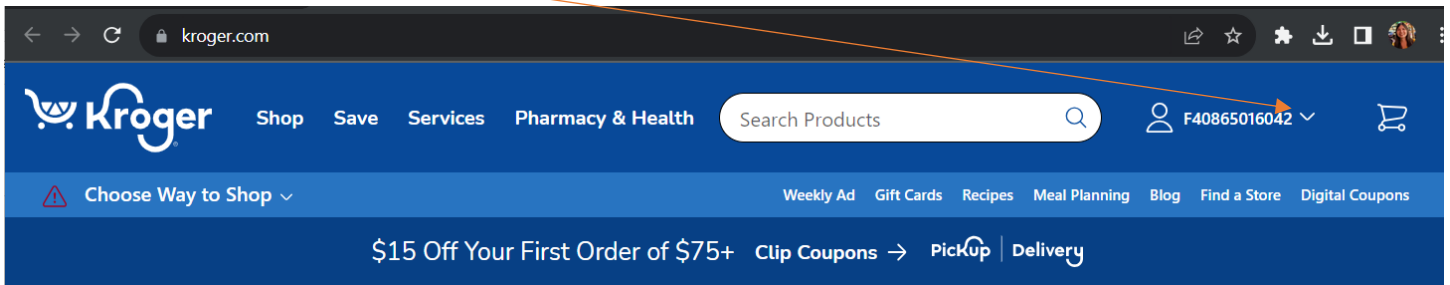 kroger.com
Kroger Shop Save Services Pharmacy & Health Search Products F40865016042
Choose Way to Shop Weekly Ad Gift Cards Recipes Meal Planning Blog Find a Store Digital Coupons
$15 Off Your First Order of $75+ Clip Coupons → PicKup | Delivery